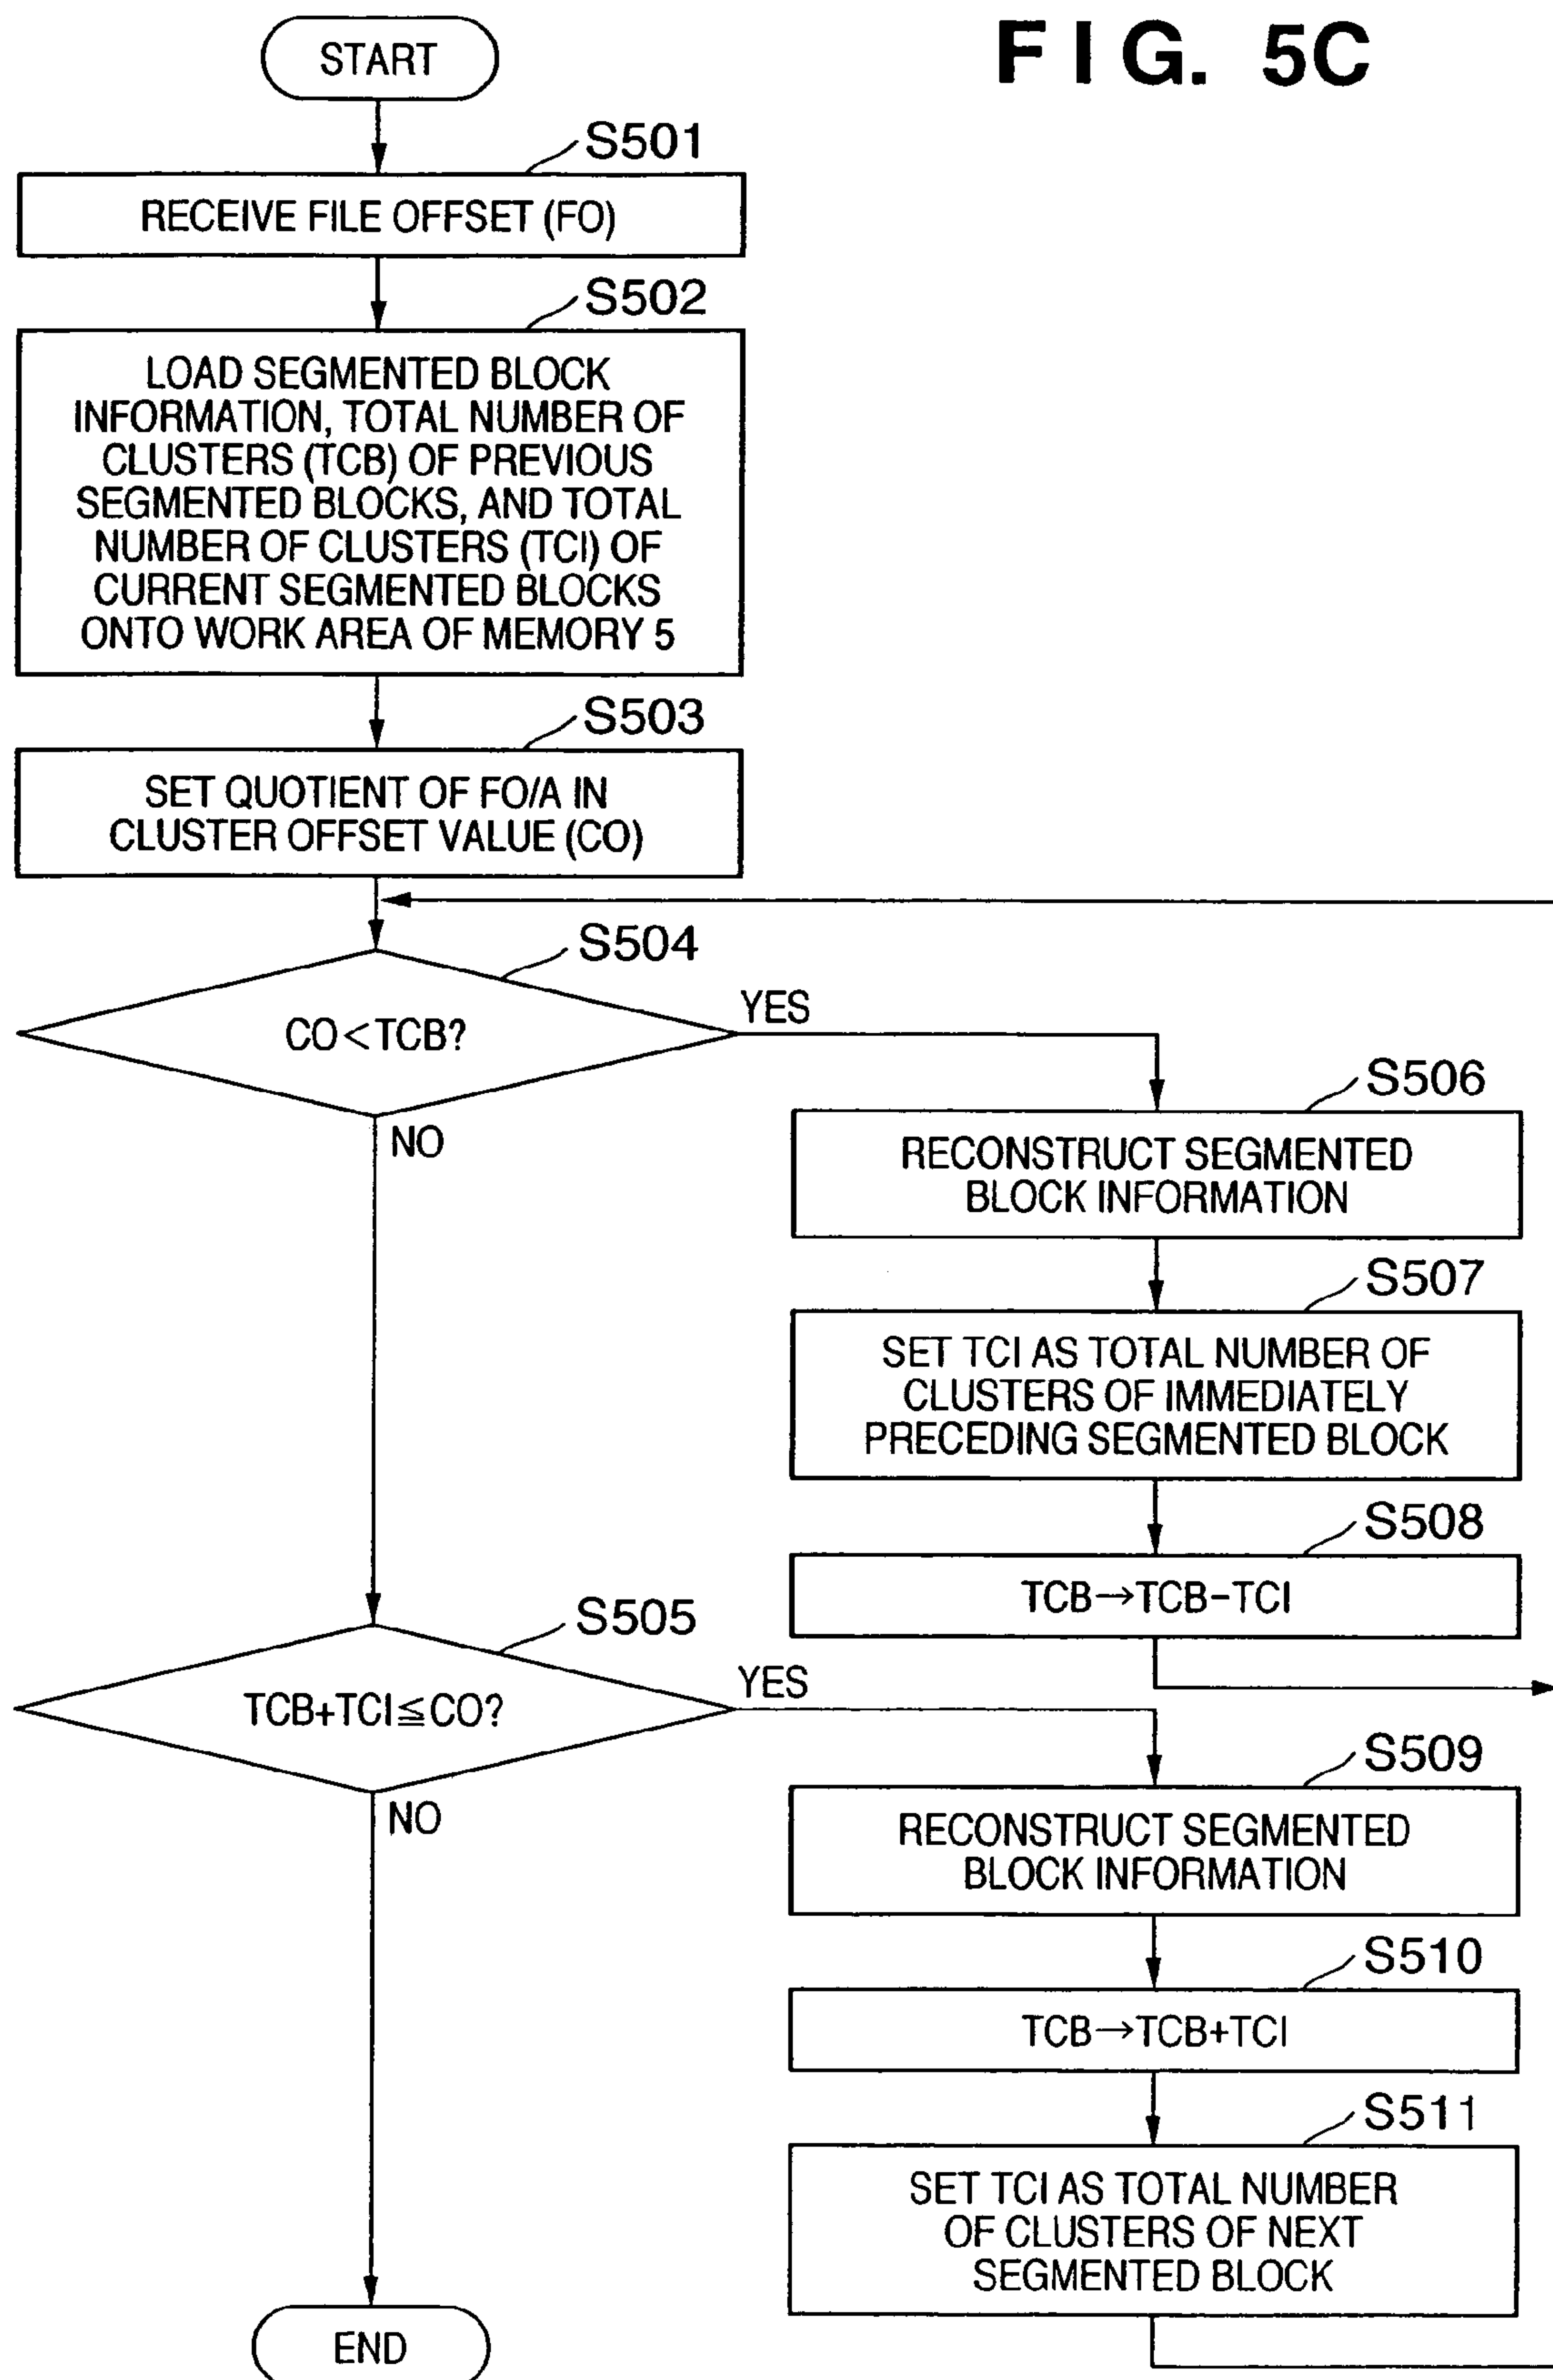 FIG. 5C
START
S501
RECEIVE FILE OFFSET (FO)
S502
LOAD SEGMENTED BLOCK
INFORMATION, TOTAL NUMBER OF
CLUSTERS (TCB) OF PREVIOUS
SEGMENTED BLOCKS, AND TOTAL
NUMBER OF CLUSTERS (TCI) OF
CURRENT SEGMENTED BLOCKS
ONTO WORK AREA OF MEMORY 5
S503
SET QUOTIENT OF FO/A IN
CLUSTER OFFSET VALUE (CO)
S504
CO<TCB?
YES
NO
S506
RECONSTRUCT SEGMENTED
BLOCK INFORMATION
S507
SET TCI AS TOTAL NUMBER OF
CLUSTERS OF IMMEDIATELY
PRECEDING SEGMENTED BLOCK
S508
TCB→TCB-TCI
S505
TCB+TCI≦CO?
YES
NO
S509
RECONSTRUCT SEGMENTED
BLOCK INFORMATION
S510
TCB→TCB+TCI
S511
SET TCI AS TOTAL NUMBER
OF CLUSTERS OF NEXT
SEGMENTED BLOCK
END